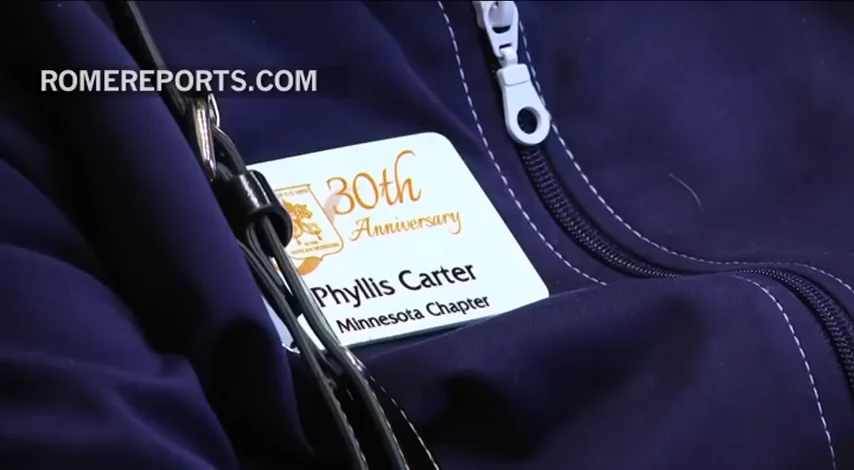 ROMEREPORTS.COM
30th
Anniversary
Phyllis Carter
Minnesota Chapter